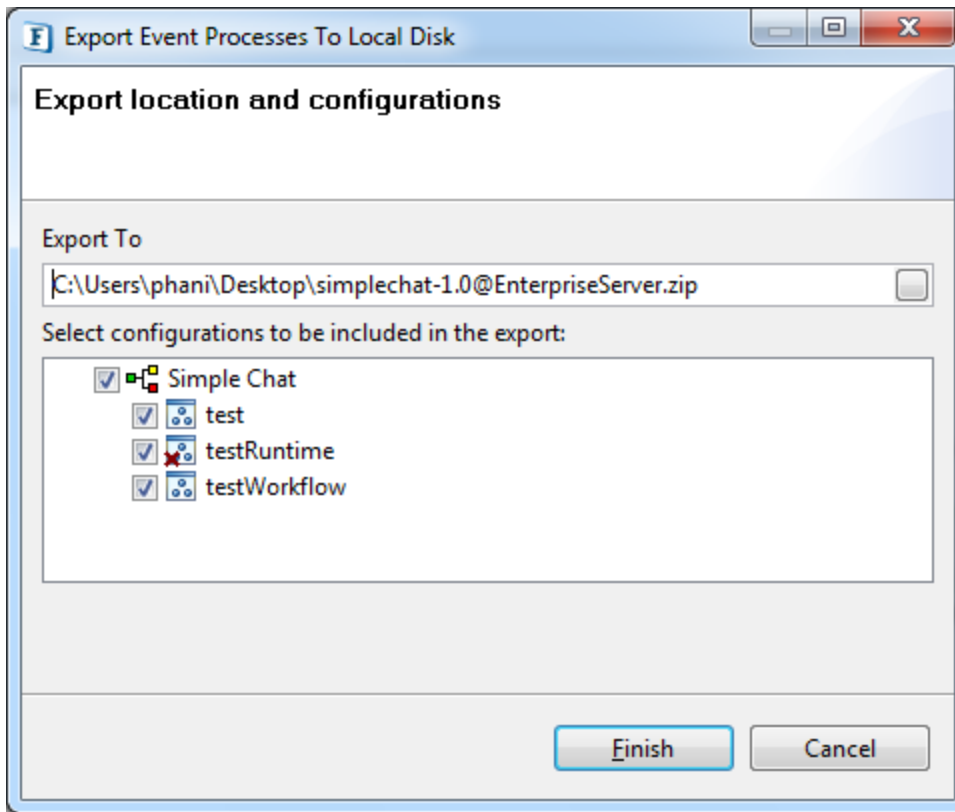 Export Event Processes To Local Disk
Export location and configurations
Export To
C:\Users\phani\Desktop\simplechat-1.0@EnterpriseServer.zip
Select configurations to be included in the export:
Simple Chat
test
testRuntime
testWorkflow
Finish
Cancel